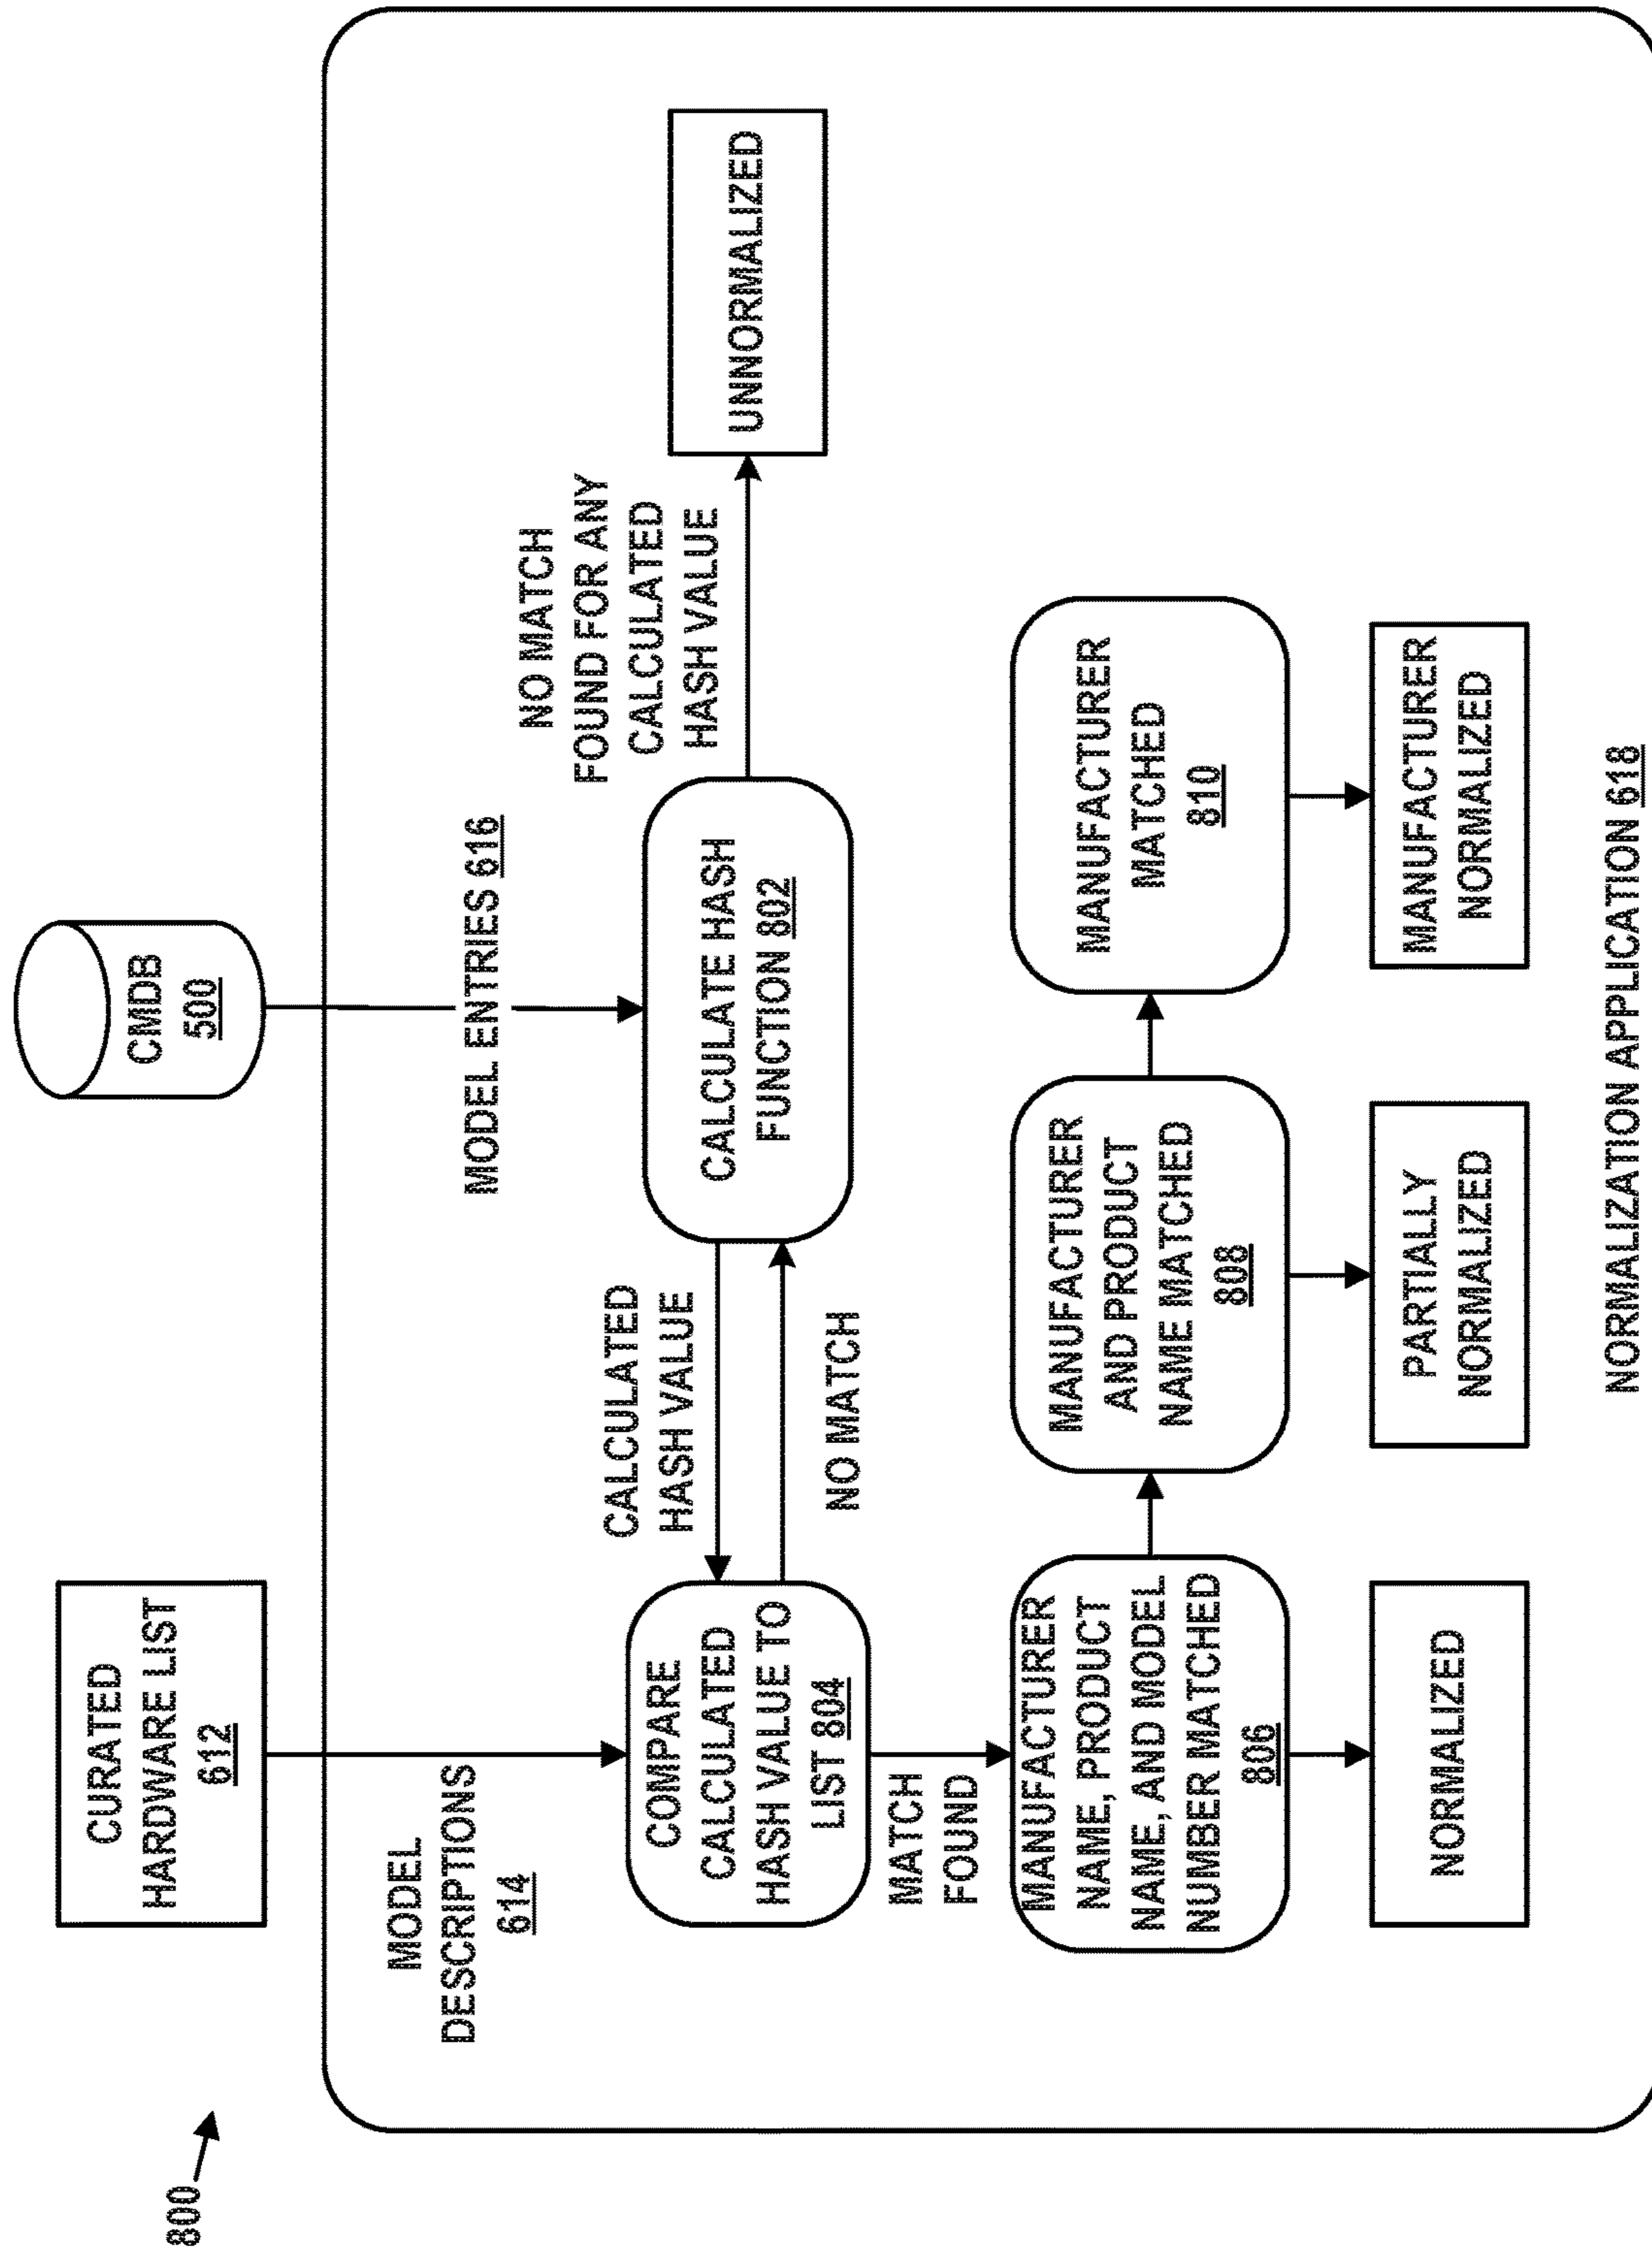 800
CURATED
HARDWARE LIST
612
CMDB
500
MODEL
DESCRIPTIONS
614
MODEL ENTRIES 616
COMPARE
CALCULATED
HASH VALUE TO
LIST 804
CALCULATED
HASH VALUE
NO MATCH
CALCULATE HASH
FUNCTION 802
NO MATCH
FOUND FOR ANY
CALCULATED
HASH VALUE
UNNORMALIZED
MATCH
FOUND
MANUFACTURER
NAME, PRODUCT
NAME, AND MODEL
NUMBER MATCHED
806
MANUFACTURER
AND PRODUCT
NAME MATCHED
808
MANUFACTURER
MATCHED
810
NORMALIZED
PARTIALLY
NORMALIZED
MANUFACTURER
NORMALIZED
NORMALIZATION APPLICATION 618